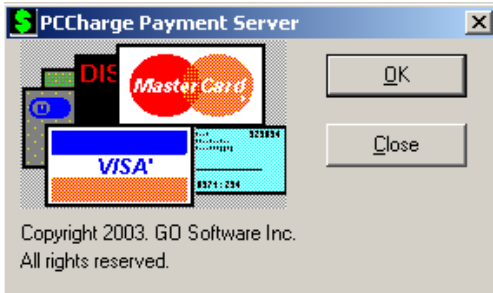 PCCharge Payment Server
DIS
MasterCard
OK
Close
VISA
Copyright 2003. GO Software Inc.
All rights reserved.